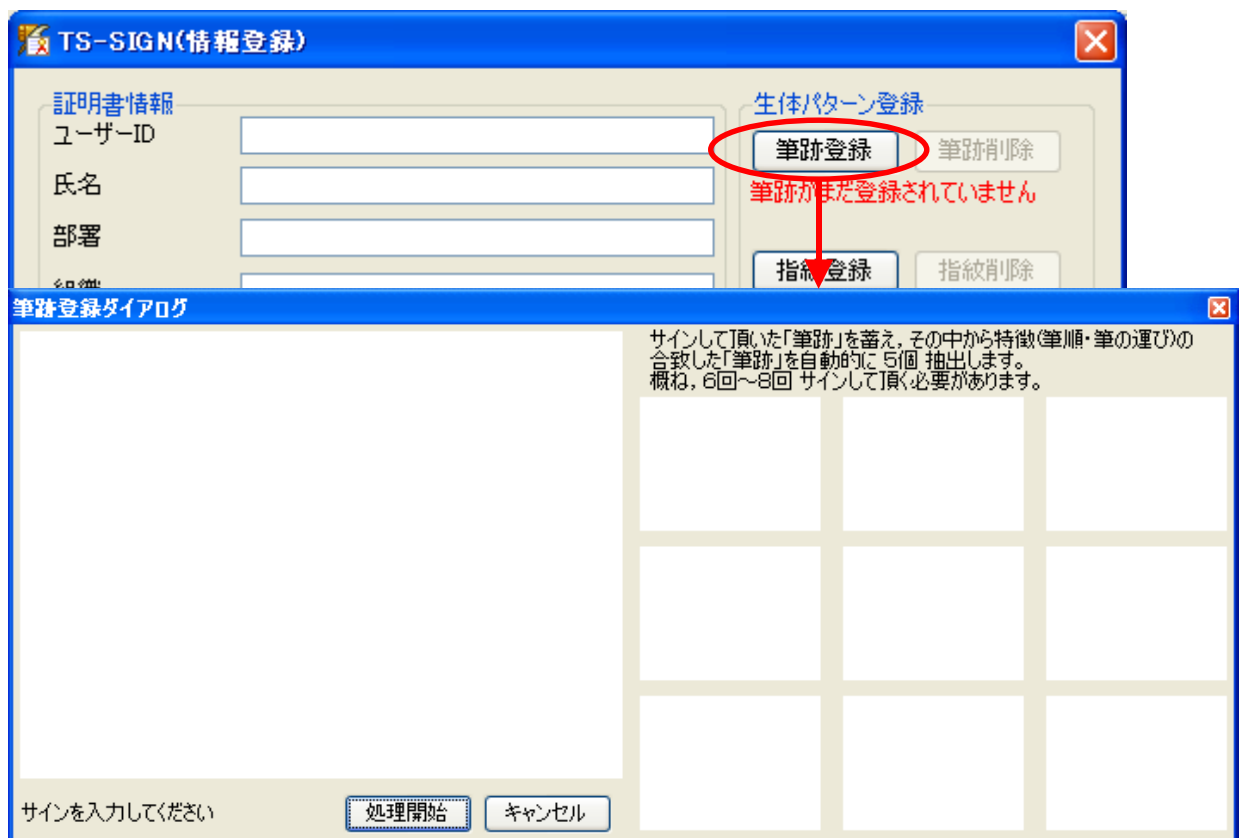 TS-SIGN(情報登録)
証明書情報
ユーザーID
氏名
部署
組織
生体パターン登録
筆跡登録
筆跡削除
筆跡がまだ登録されていません
指紋登録
指紋削除
筆跡登録ダイアログ
サインして頂いた「筆跡」を蓄え，その中から特徴(筆順・筆の運び)の
合致した「筆跡」を自動的に 5個 抽出します。
概ね，6回～8回 サインして頂く必要があります。
サインを入力してください
処理開始
キャンセル